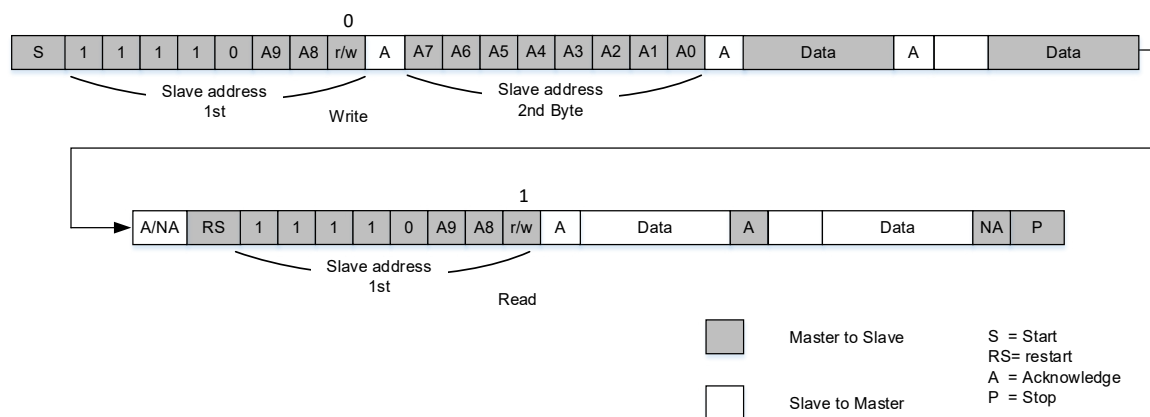 0
S 1 1 1 1 0 A9 A8 r/w A A7 A6 A5 A4 A3 A2 A1 A0 A Data A Data
Slave address
1st
Slave address
2nd Byte
Write
1
A/NA RS 1 1 1 1 0 A9 A8 r/w A Data A Data NA P
Slave address
1st
Read
Master to Slave
Slave to Master
S = Start
RS= restart
A = Acknowledge
P = Stop